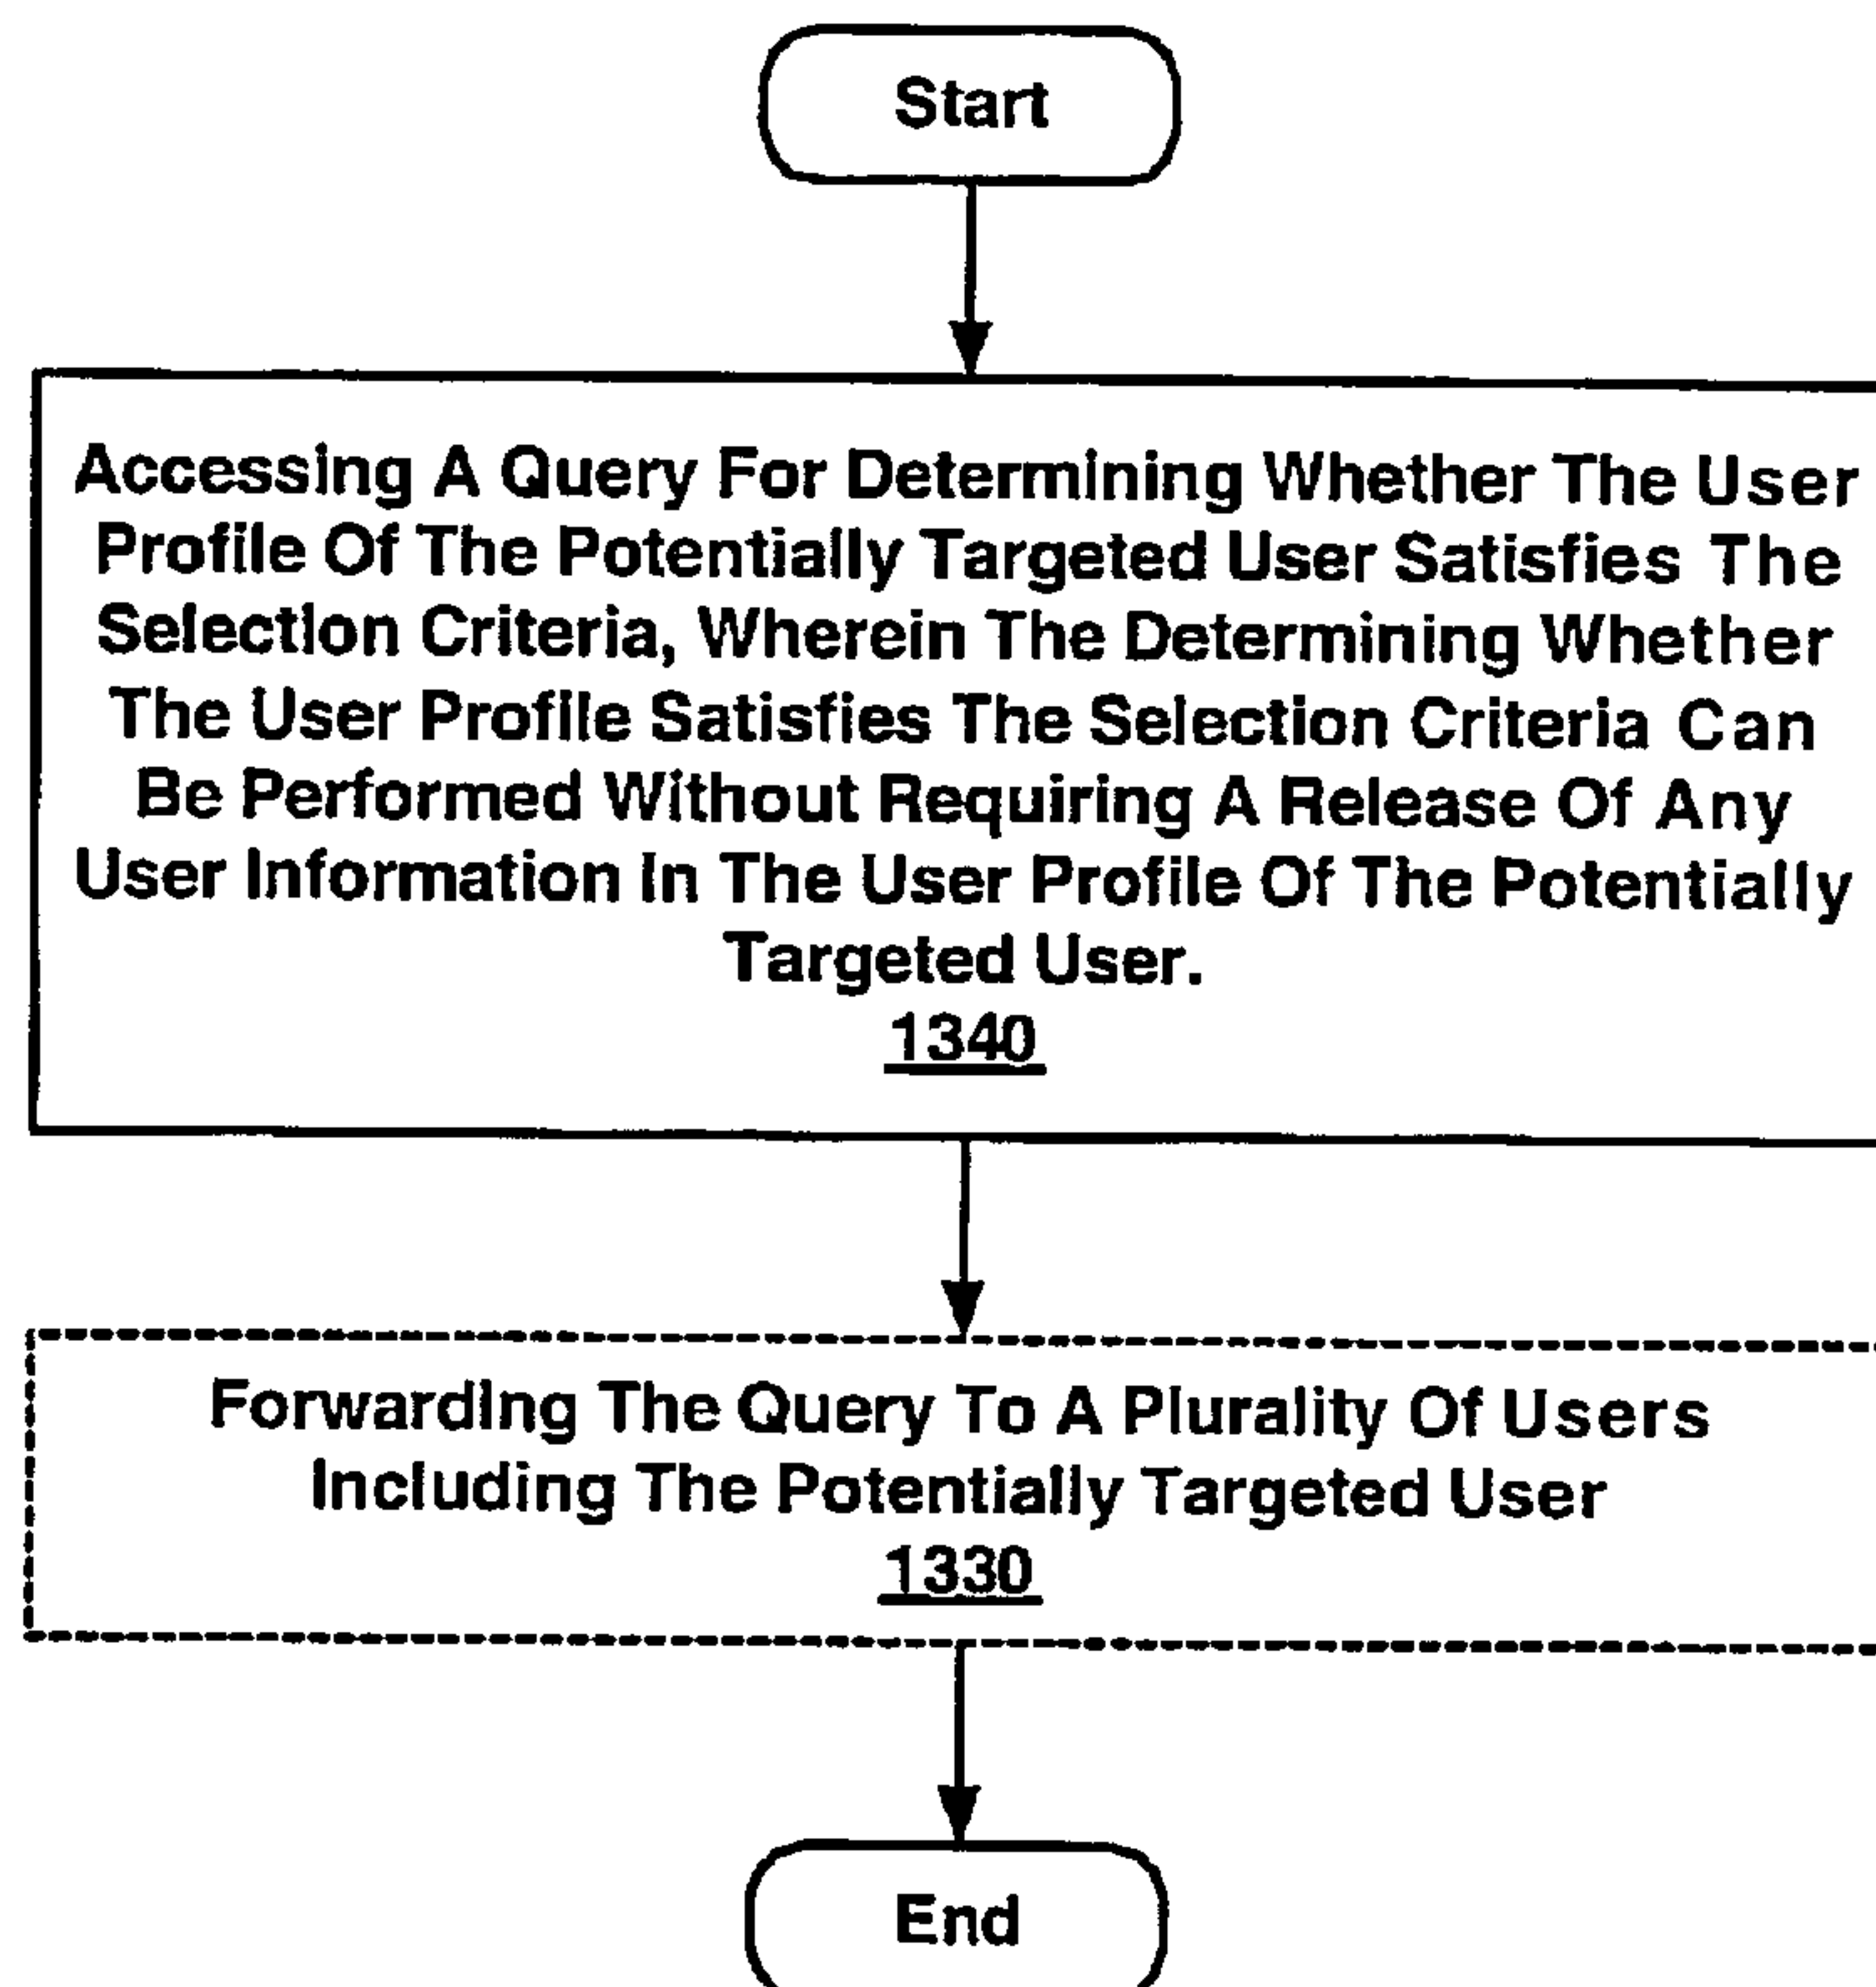 Start
Accessing A Query For Determining Whether The User
Profile Of The Potentially Targeted User Satisfies The
Selection Criteria, Wherein The Determining Whether
The User Profile Satisfies The Selection Criteria Can
Be Performed Without Requiring A Release Of Any
User Information In The User Profile Of The Potentially
Targeted User.
1340
Forwarding The Query To A Plurality Of Users
Including The Potentially Targeted User
1330
End